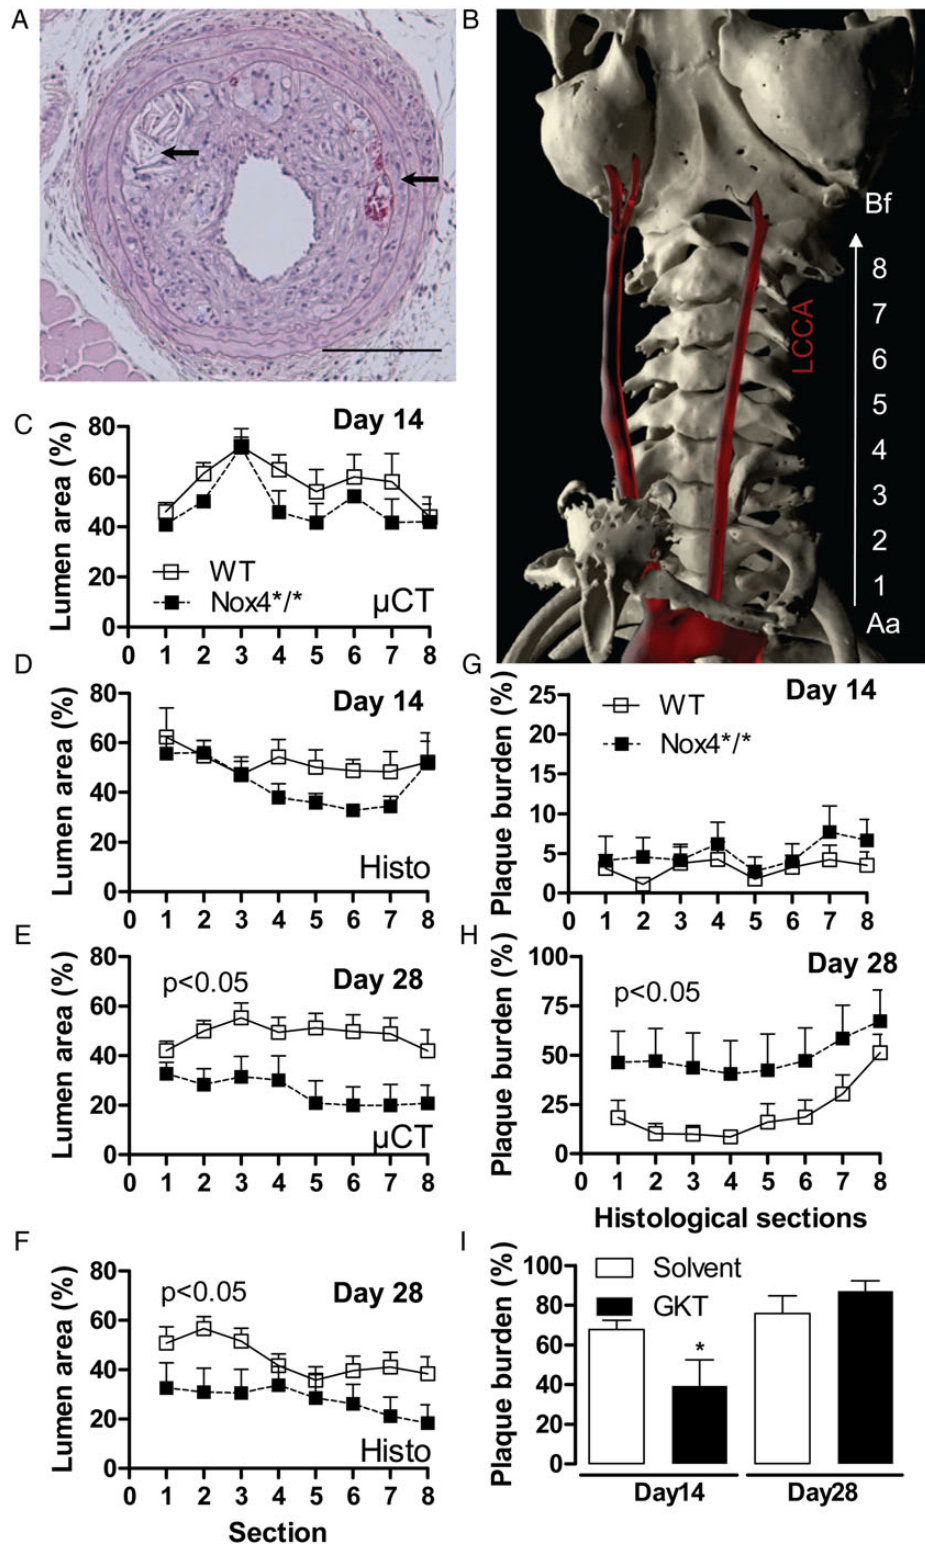 A
B
Bf
8
7
6
5
4
3
2
1
Aa
LCCA
C
Day 14
Lumen area (%)
80
60
40
20
0
WT
Nox4*/*
µCT
0 1 2 3 4 5 6 7 8
D
Day 14
Lumen area (%)
80
60
40
20
0
Histo
0 1 2 3 4 5 6 7 8
E
p<0.05
Day 28
Lumen area (%)
80
60
40
20
0
µCT
0 1 2 3 4 5 6 7 8
F
p<0.05
Day 28
Lumen area (%)
80
60
40
20
0
Histo
0 1 2 3 4 5 6 7 8
Section
G
Day 14
Plaque burden (%)
25
20
15
10
5
0
WT
Nox4*/*
0 1 2 3 4 5 6 7 8
H
p<0.05
Day 28
Plaque burden (%)
100
75
50
25
0
0 1 2 3 4 5 6 7 8
Histological sections
I
Plaque burden (%)
100
80
60
40
20
0
Solvent
GKT
*
Day14 Day28